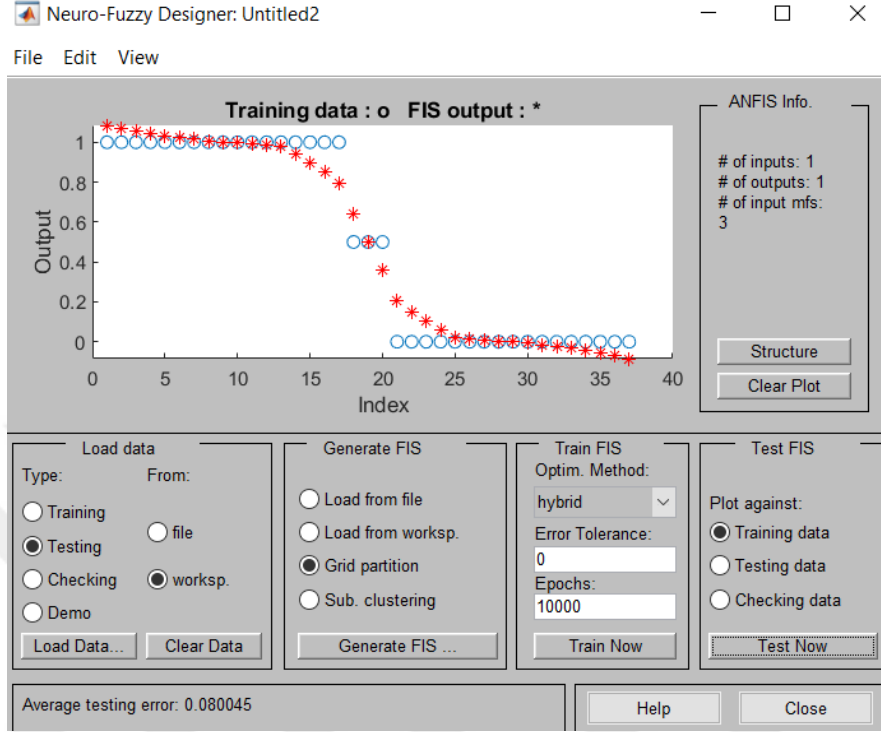 Neuro-Fuzzy Designer: Untitled2
File Edit View
Training data : o FIS output : *
1
0.8
0.6
0.4
0.2
0
Output
0 5 10 15 20 25 30 35 40
Index
ANFIS Info.
# of inputs: 1
# of outputs: 1
# of input mfs:
3
Structure
Clear Plot
Load data
Type: From:
Training
Testing
Checking
Demo
file
worksp.
Load Data... Clear Data
Generate FIS
Load from file
Load from worksp.
Grid partition
Sub. clustering
Generate FIS ...
Train FIS
Optim. Method:
hybrid
Error Tolerance:
0
Epochs:
10000
Train Now
Test FIS
Plot against:
Training data
Testing data
Checking data
Test Now
Average testing error: 0.080045
Help
Close